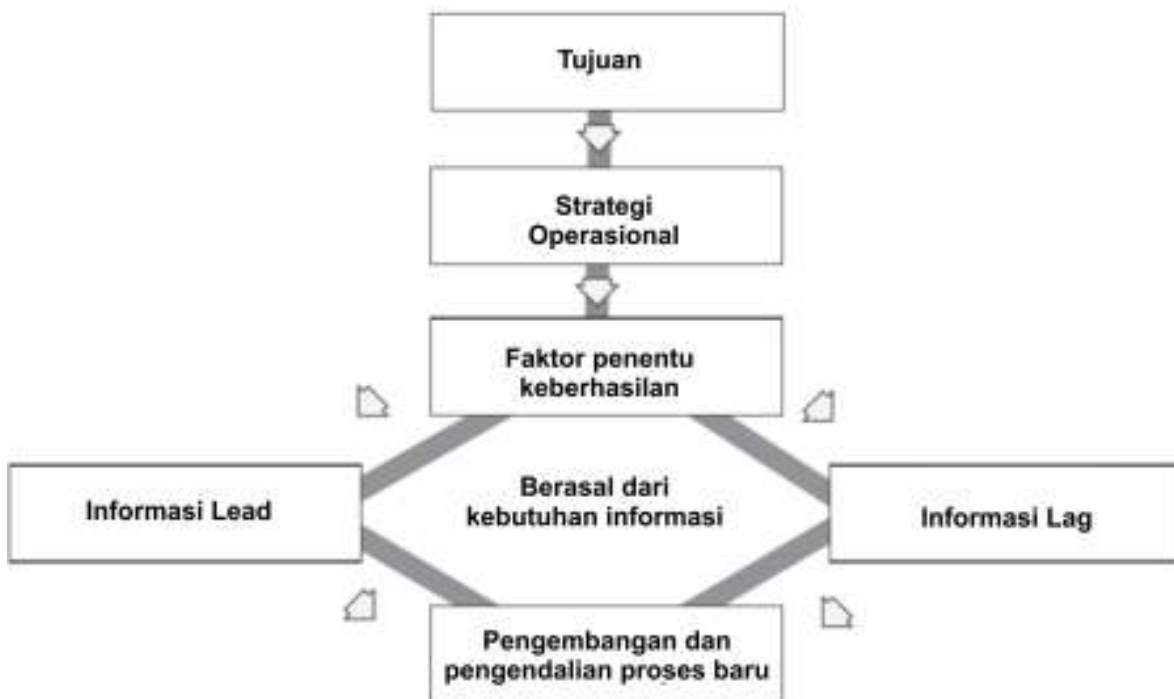 Tujuan
Strategi
Operasional
Faktor penentu
keberhasilan
Informasi Lead
Berasal dari
kebutuhan informasi
Informasi Lag
Pengembangan dan
pengendalian proses baru